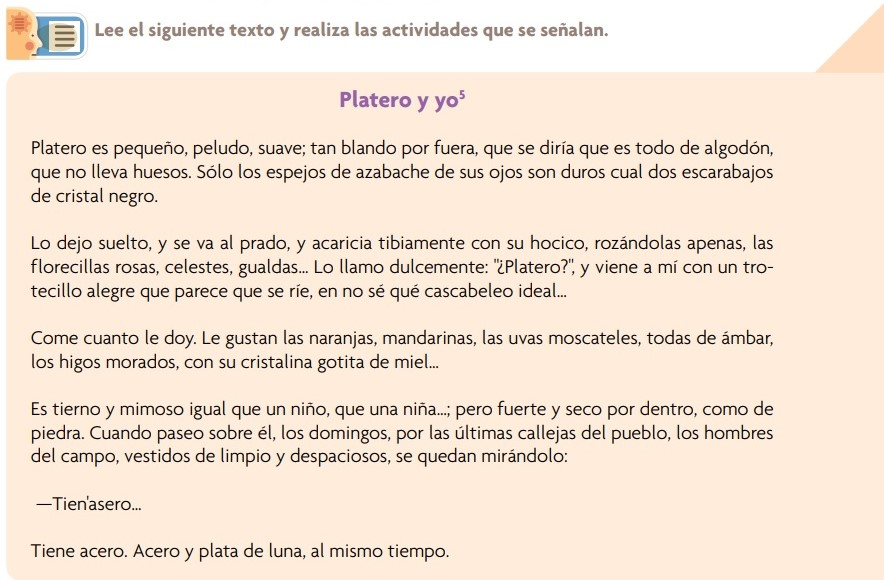 Lee el siguiente texto y realiza las actividades que se señalan.
Platero y yo⁵
Platero es pequeño, peludo, suave; tan blando por fuera, que se diría que es todo de algodón,
que no lleva huesos. Sólo los espejos de azabache de sus ojos son duros cual dos escarabajos
de cristal negro.
Lo dejo suelto, y se va al prado, y acaricia tibiamente con su hocico, rozándolas apenas, las
florecillas rosas, celestes, gualdas... Lo llamo dulcemente: "¿Platero?", y viene a mí con un tro-
tecillo alegre que parece que se ríe, en no sé qué cascabeleo ideal...
Come cuanto le doy. Le gustan las naranjas, mandarinas, las uvas moscateles, todas de ámbar,
los higos morados, con su cristalina gotita de miel...
Es tierno y mimoso igual que un niño, que una niña...; pero fuerte y seco por dentro, como de
piedra. Cuando paseo sobre él, los domingos, por las últimas callejas del pueblo, los hombres
del campo, vestidos de limpio y despaciosos, se quedan mirándolo:
—Tien'asero...
Tiene acero. Acero y plata de luna, al mismo tiempo.